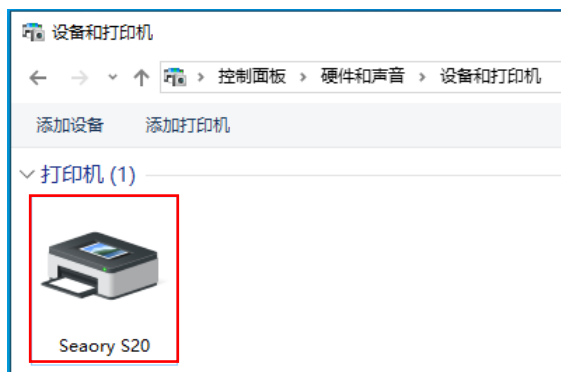 设备和打印机
控制面板 › 硬件和声音 › 设备和打印机
添加设备 添加打印机
打印机 (1)
Seaory S20